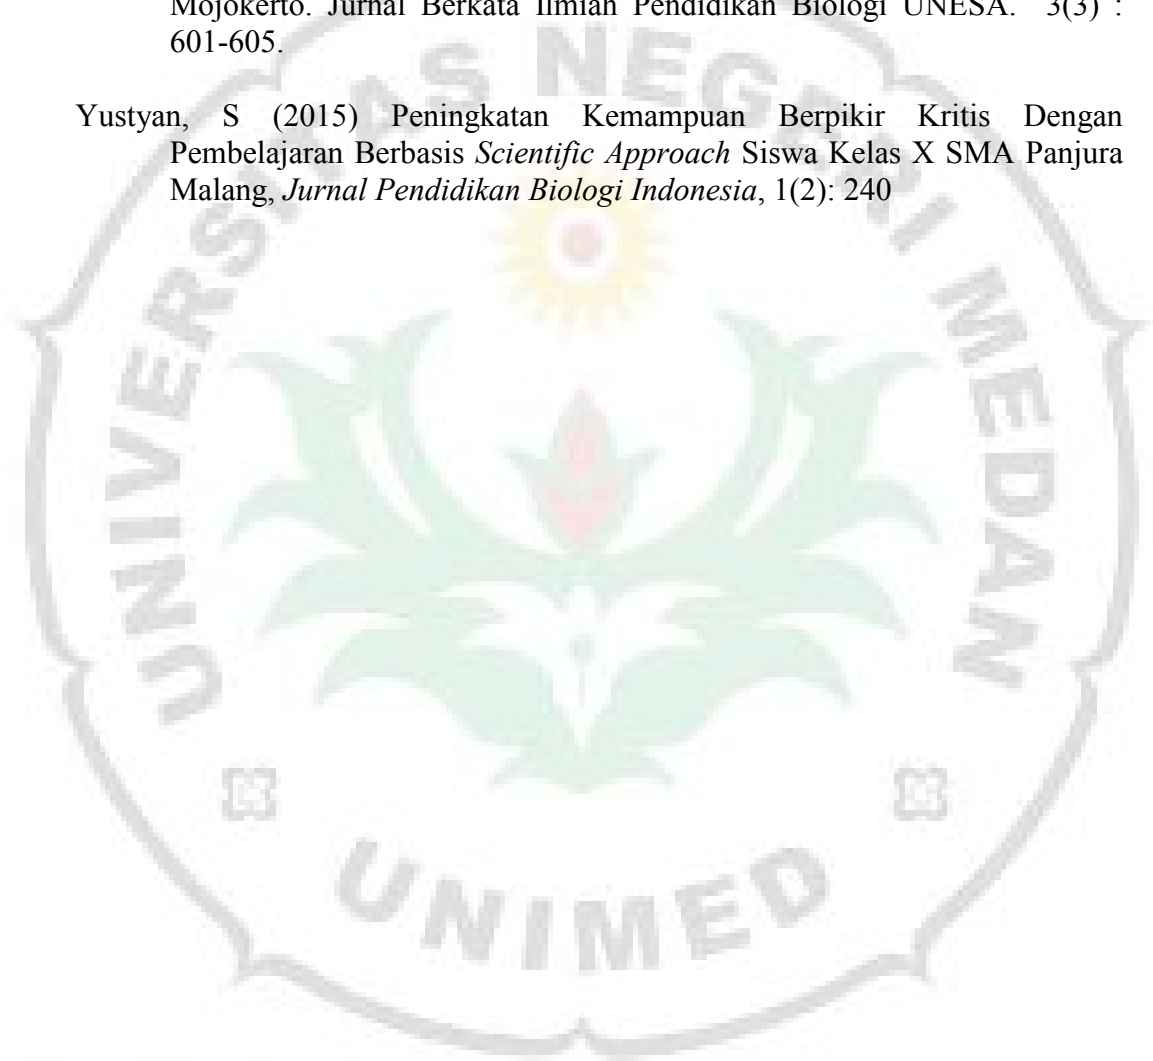 Mojokerto. Jurnal Berkata Ilmiah Pendidikan Biologi UNESA. 3(3) :
601-605.
Yustyan, S (2015) Peningkatan Kemampuan Berpikir Kritis Dengan
Pembelajaran Berbasis Scientific Approach Siswa Kelas X SMA Panjura
Malang, Jurnal Pendidikan Biologi Indonesia, 1(2): 240
UNIVERSITAS NEGERI MEDAN
UNIMED